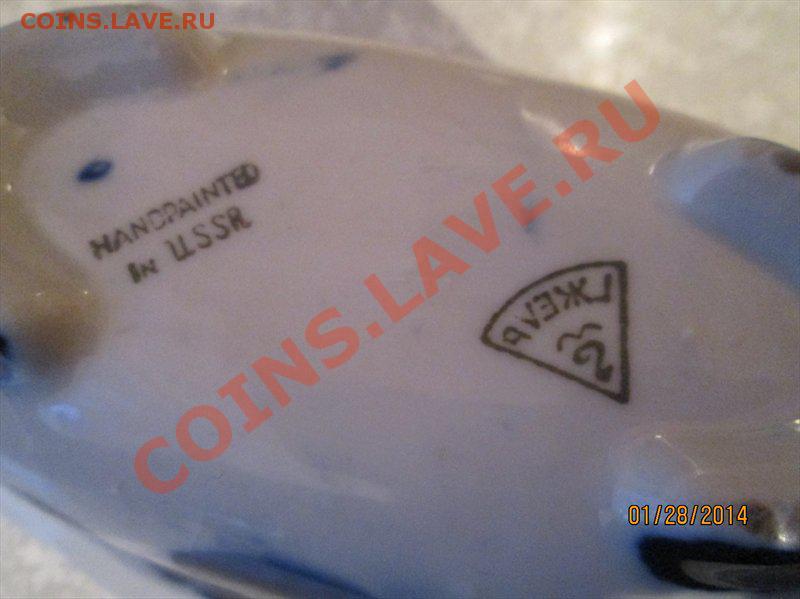 COINS.LAVE.RU
HANDPAINTED
IN USSR
COINS.LAVE.RU
ГЖЕЛЬ
01/28/2014